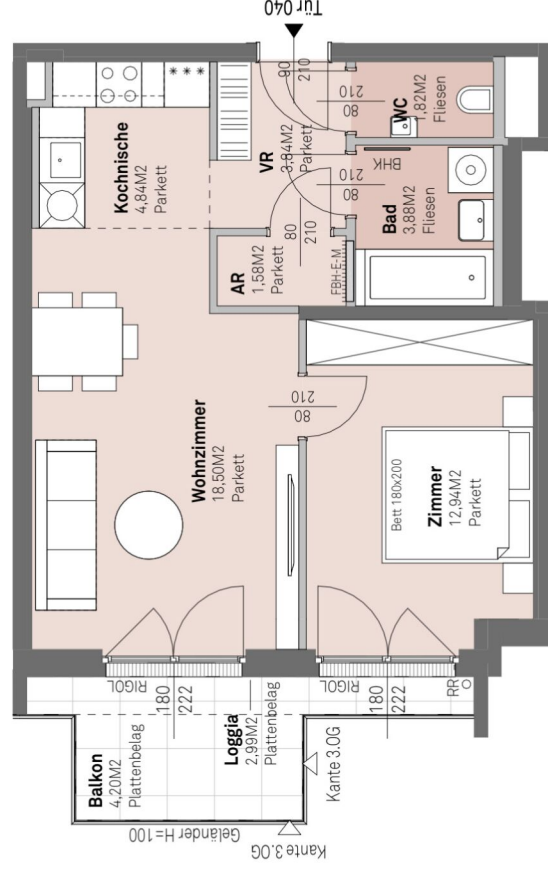 Tür 040
90
210
WC
1,82M2
Fliesen
210
80
VR
3,84M2
Parkett
Kochnische
4,84M2
Parkett
***
BHK
210
80
Bad
3,88M2
Fliesen
80
210
AR
1,58M2
Parkett
FBH-E-M
210
80
Wohnzimmer
18,50M2
Parkett
Bett 180x200
Zimmer
12,94M2
Parkett
RIGOL
180
222
RIGOL
180
222
RR
Balkon
4,20M2
Plattenbelag
Loggia
2,99M2
Plattenbelag
Kante 3.OG
Geländer H=100
Kante 3.OG